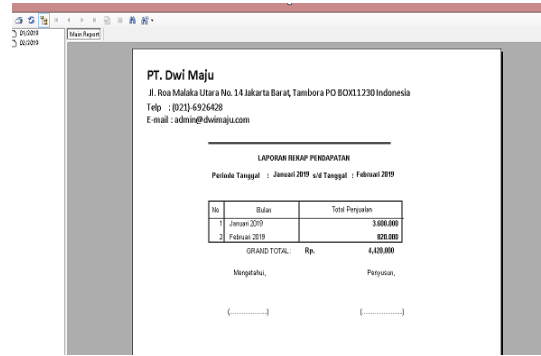 01/2019
02/2019
Main Report
PT. Dwi Maju
Jl. Roa Malaka Utara No. 14 Jakarta Barat, Tambora PO BOX11230 Indonesia
Telp : (021)-6926428
E-mail : admin@dwimaju.com
LAPORAN REKAP PENDAPATAN
Periode Tanggal : Januari 2019 s/d Tanggal : Februari 2019
No Bulan Total Penjualan
1 Januari 2019 3.600.000
2 Februari 2019 820.000
GRAND TOTAL: Rp. 4,420,000
Mengetahui, Penyusun,
(..................) (..................)